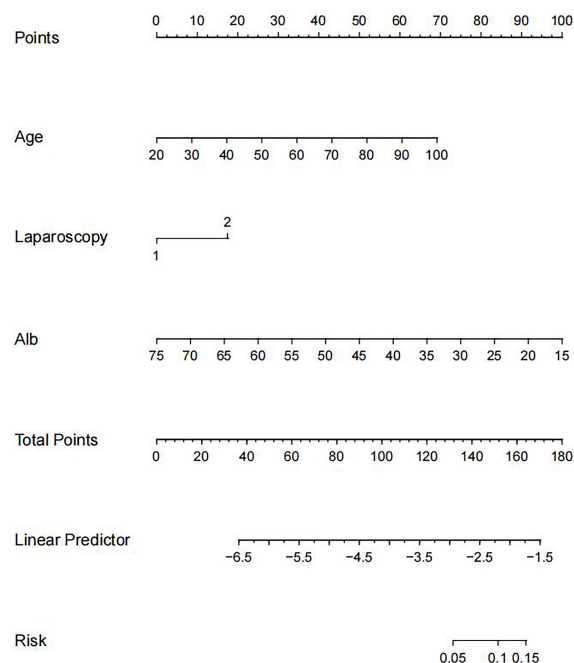 0 10 20 30 40 50 60 70 80 90 100
Points
Age
20 30 40 50 60 70 80 90 100
2
Laparoscopy
1
Alb
75 70 65 60 55 50 45 40 35 30 25 20 15
Total Points
0 20 40 60 80 100 120 140 160 180
Linear Predictor
−6.5 −5.5 −4.5 −3.5 −2.5 −1.5
Risk
0.05 0.1 0.15